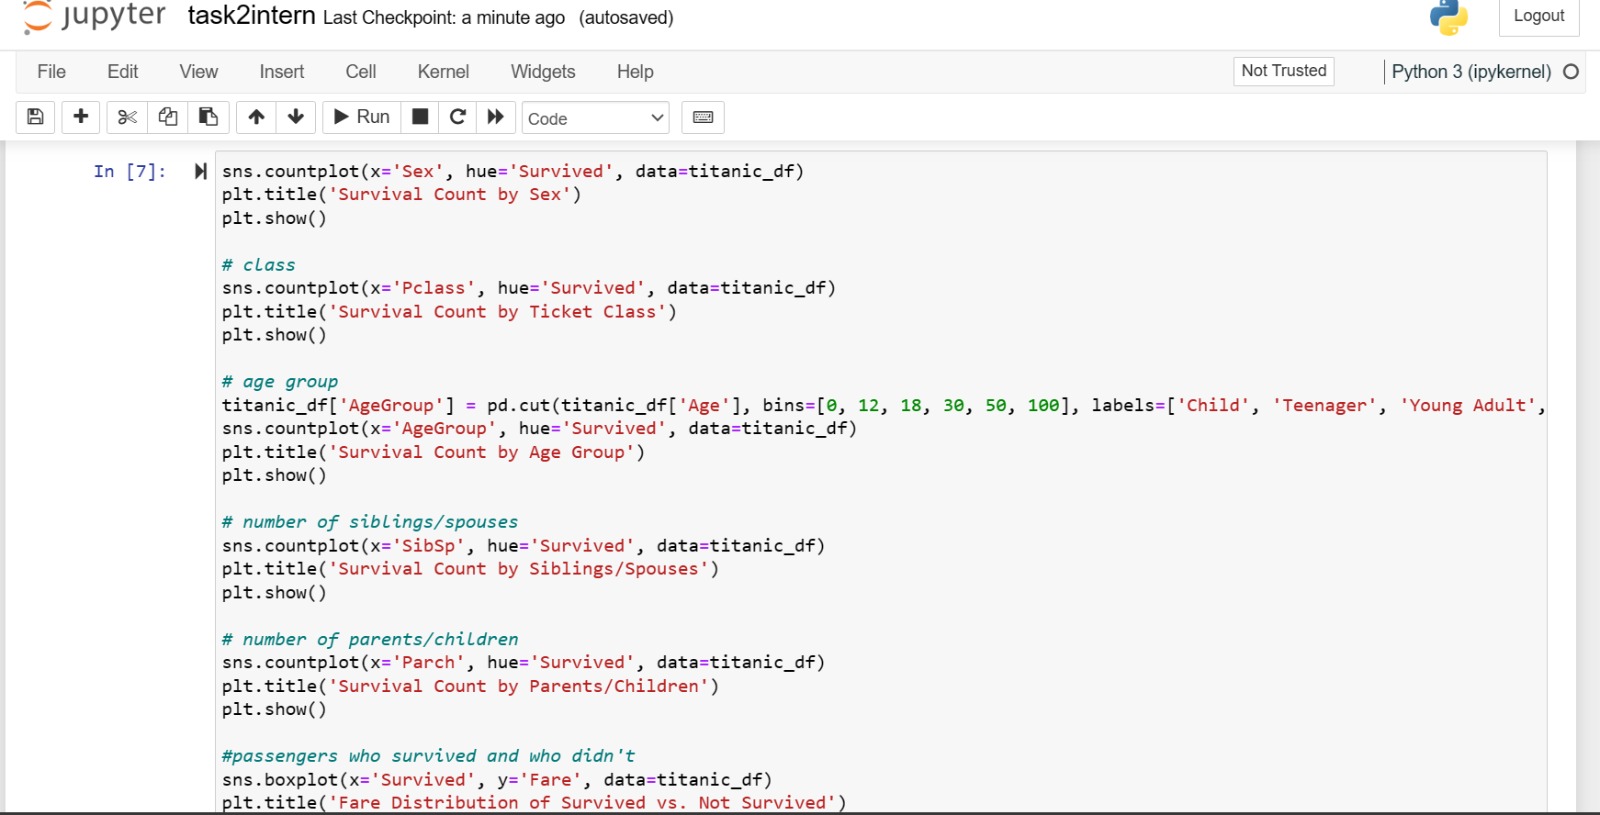 jupyter task2intern Last Checkpoint: a minute ago (autosaved) Logout
File Edit View Insert Cell Kernel Widgets Help Not Trusted Python 3 (ipykernel)
Run Code
In [7]: sns.countplot(x='Sex', hue='Survived', data=titanic_df)
plt.title('Survival Count by Sex')
plt.show()
# class
sns.countplot(x='Pclass', hue='Survived', data=titanic_df)
plt.title('Survival Count by Ticket Class')
plt.show()
# age group
titanic_df['AgeGroup'] = pd.cut(titanic_df['Age'], bins=[0, 12, 18, 30, 50, 100], labels=['Child', 'Teenager', 'Young Adult',
sns.countplot(x='AgeGroup', hue='Survived', data=titanic_df)
plt.title('Survival Count by Age Group')
plt.show()
# number of siblings/spouses
sns.countplot(x='SibSp', hue='Survived', data=titanic_df)
plt.title('Survival Count by Siblings/Spouses')
plt.show()
# number of parents/children
sns.countplot(x='Parch', hue='Survived', data=titanic_df)
plt.title('Survival Count by Parents/Children')
plt.show()
#passengers who survived and who didn't
sns.boxplot(x='Survived', y='Fare', data=titanic_df)
plt.title('Fare Distribution of Survived vs. Not Survived')